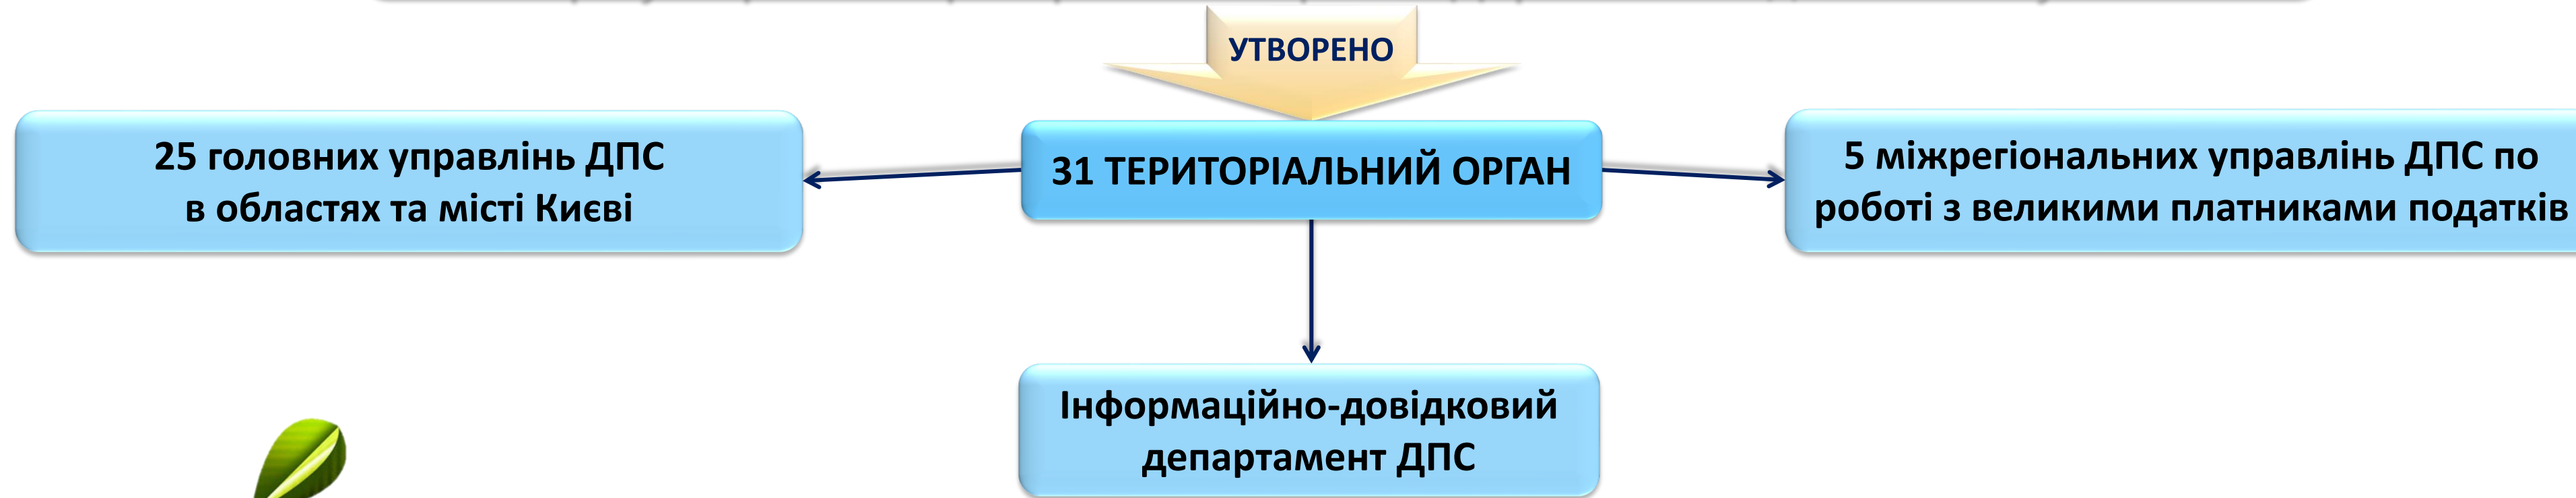 УТВОРЕНО
25 головних управлінь ДПС
в областях та місті Києві
31 ТЕРИТОРІАЛЬНИЙ ОРГАН
5 міжрегіональних управлінь ДПС по
роботі з великими платниками податків
Інформаційно-довідковий
департамент ДПС